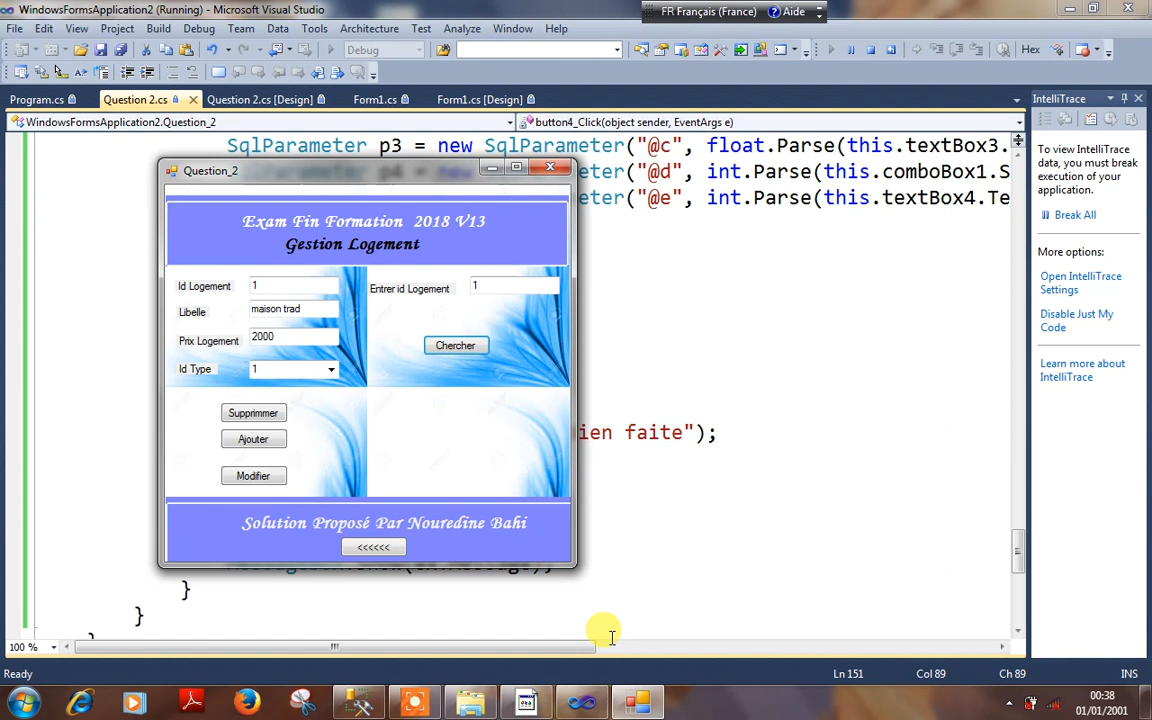 WindowsFormsApplication2 (Running) - Microsoft Visual Studio
FR Français (France)
Aide
File Edit View Project Build Debug Team Data Tools Architecture Test Analyze Window Help
Debug
Hex
Program.cs
Question 2.cs
Question 2.cs [Design]
Form1.cs
Form1.cs [Design]
IntelliTrace
WindowsFormsApplication2.Question_2
button4_Click(object sender, EventArgs e)
SqlParameter p3 = new SqlParameter("@c", float.Parse(this.textBox3.
eter("@d", int.Parse(this.comboBox1.S
eter("@e", int.Parse(this.textBox4.Te
ien faite");
}
}
Question_2
Exam Fin Formation 2018 V13
Gestion Logement
Id Logement
1
Libelle
maison trad
Prix Logement
2000
Id Type
1
Entrer id Logement
1
Chercher
Supprimmer
Ajouter
Modifier
Solution Proposé Par Nouredine Bahi
<<<<<<
To view IntelliTrace
data, you must break
execution of your
application.
Break All
More options:
Open IntelliTrace
Settings
Disable Just My
Code
Learn more about
IntelliTrace
100 %
Ready
Ln 151
Col 89
Ch 89
INS
00:38
01/01/2001